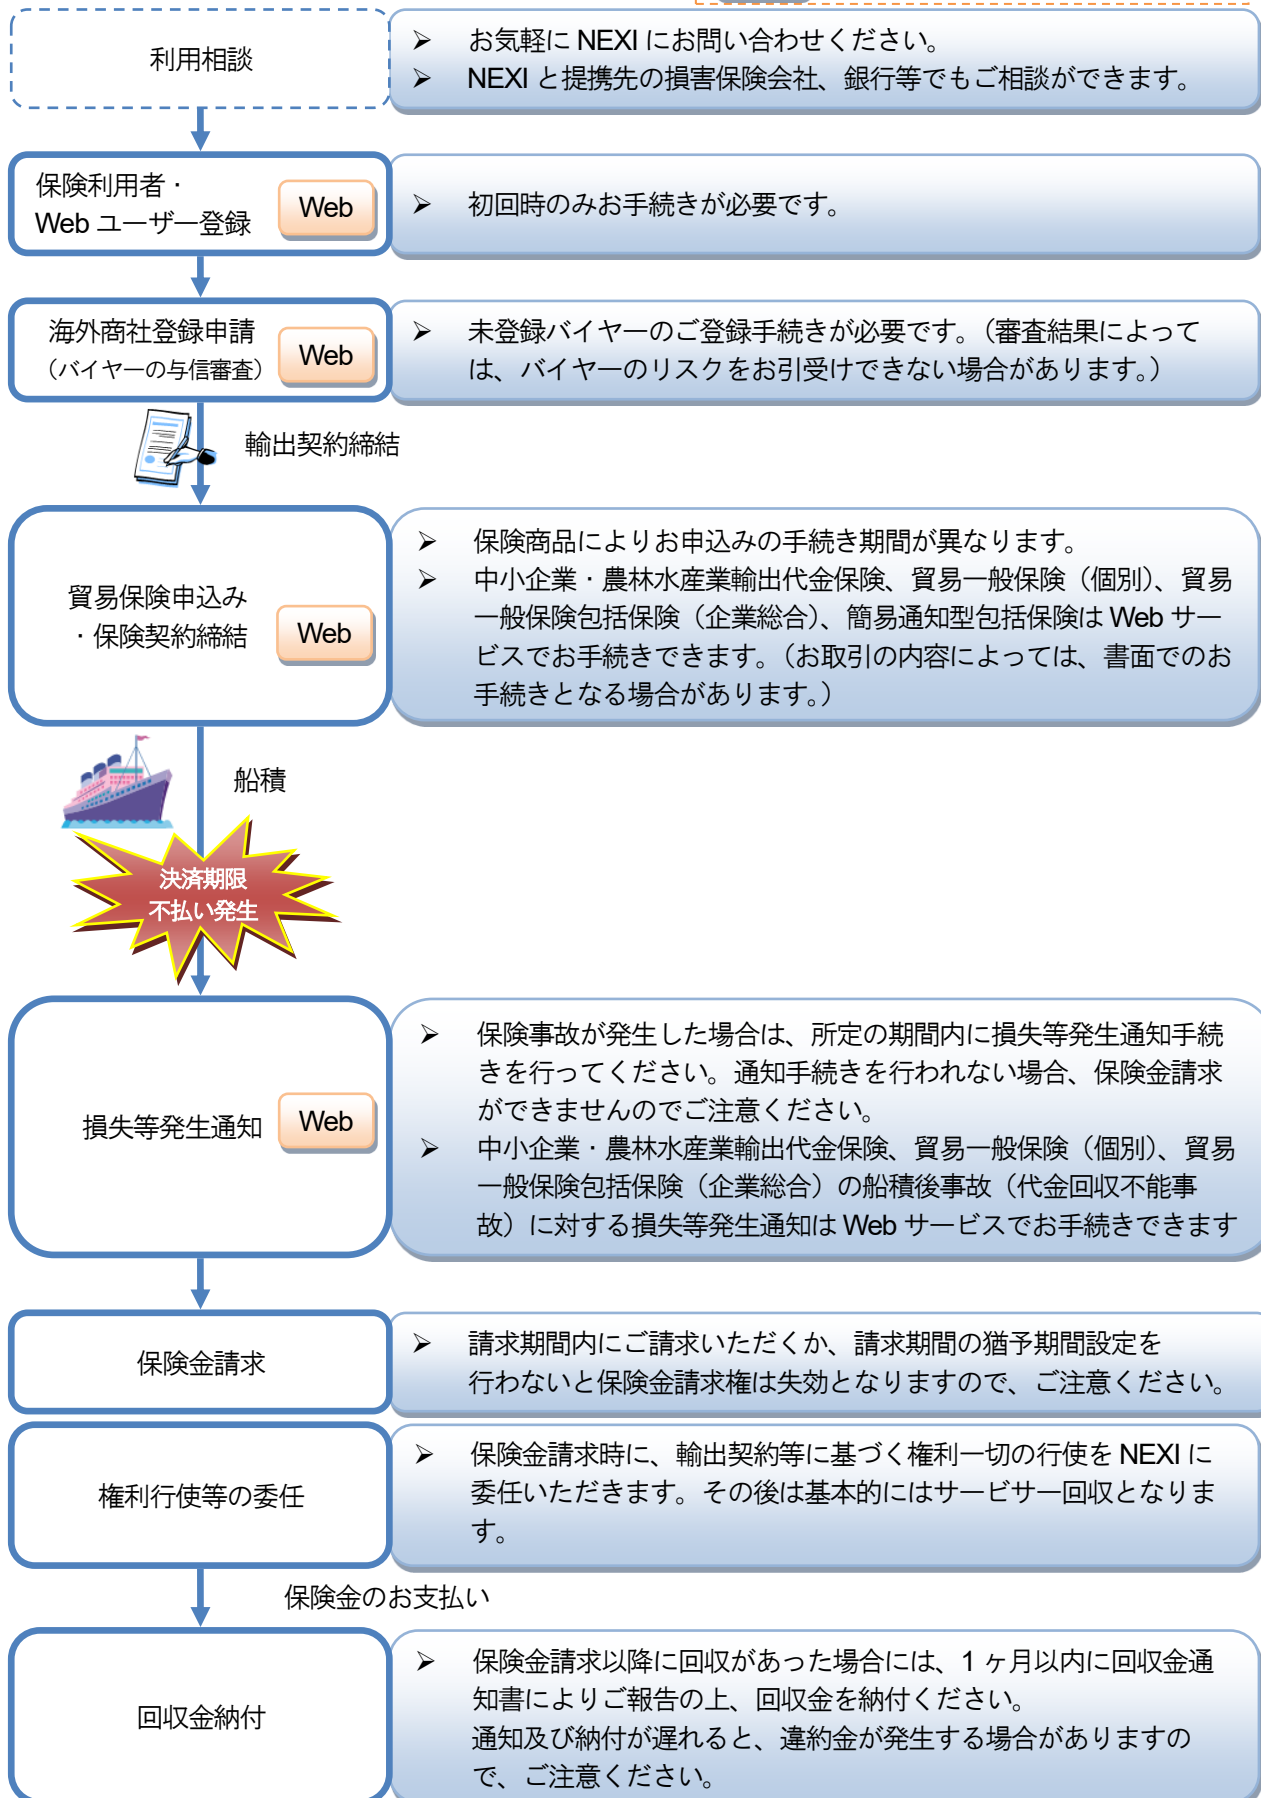 利用相談
➢ お気軽に NEXI にお問い合わせください。
➢ NEXI と提携先の損害保険会社、銀行等でもご相談ができます。
保険利用者・
Web ユーザー登録
Web
➢ 初回時のみお手続きが必要です。
海外商社登録申請
（バイヤーの与信審査）
Web
➢ 未登録バイヤーのご登録手続きが必要です。（審査結果によって
は、バイヤーのリスクをお引受けできない場合があります。）
輸出契約締結
貿易保険申込み
・保険契約締結
Web
➢ 保険商品によりお申込みの手続き期間が異なります。
➢ 中小企業・農林水産業輸出代金保険、貿易一般保険（個別）、貿易
一般保険包括保険（企業総合）、簡易通知型包括保険は Web サー
ビスでお手続きできます。（お取引の内容によっては、書面でのお
手続きとなる場合があります。）
船積
決済期限
不払い発生
損失等発生通知
Web
➢ 保険事故が発生した場合は、所定の期間内に損失等発生通知手続
きを行ってください。通知手続きを行われない場合、保険金請求
ができませんのでご注意ください。
➢ 中小企業・農林水産業輸出代金保険、貿易一般保険（個別）、貿易
一般保険包括保険（企業総合）の船積後事故（代金回収不能事
故）に対する損失等発生通知は Web サービスでお手続きできます
保険金請求
➢ 請求期間内にご請求いただくか、請求期間の猶予期間設定を
行わないと保険金請求権は失効となりますので、ご注意ください。
権利行使等の委任
➢ 保険金請求時に、輸出契約等に基づく権利一切の行使を NEXI に
委任いただきます。その後は基本的にはサービサー回収となりま
す。
保険金のお支払い
回収金納付
➢ 保険金請求以降に回収があった場合には、1 ヶ月以内に回収金通
知書によりご報告の上、回収金を納付ください。
通知及び納付が遅れると、違約金が発生する場合がありますの
で、ご注意ください。